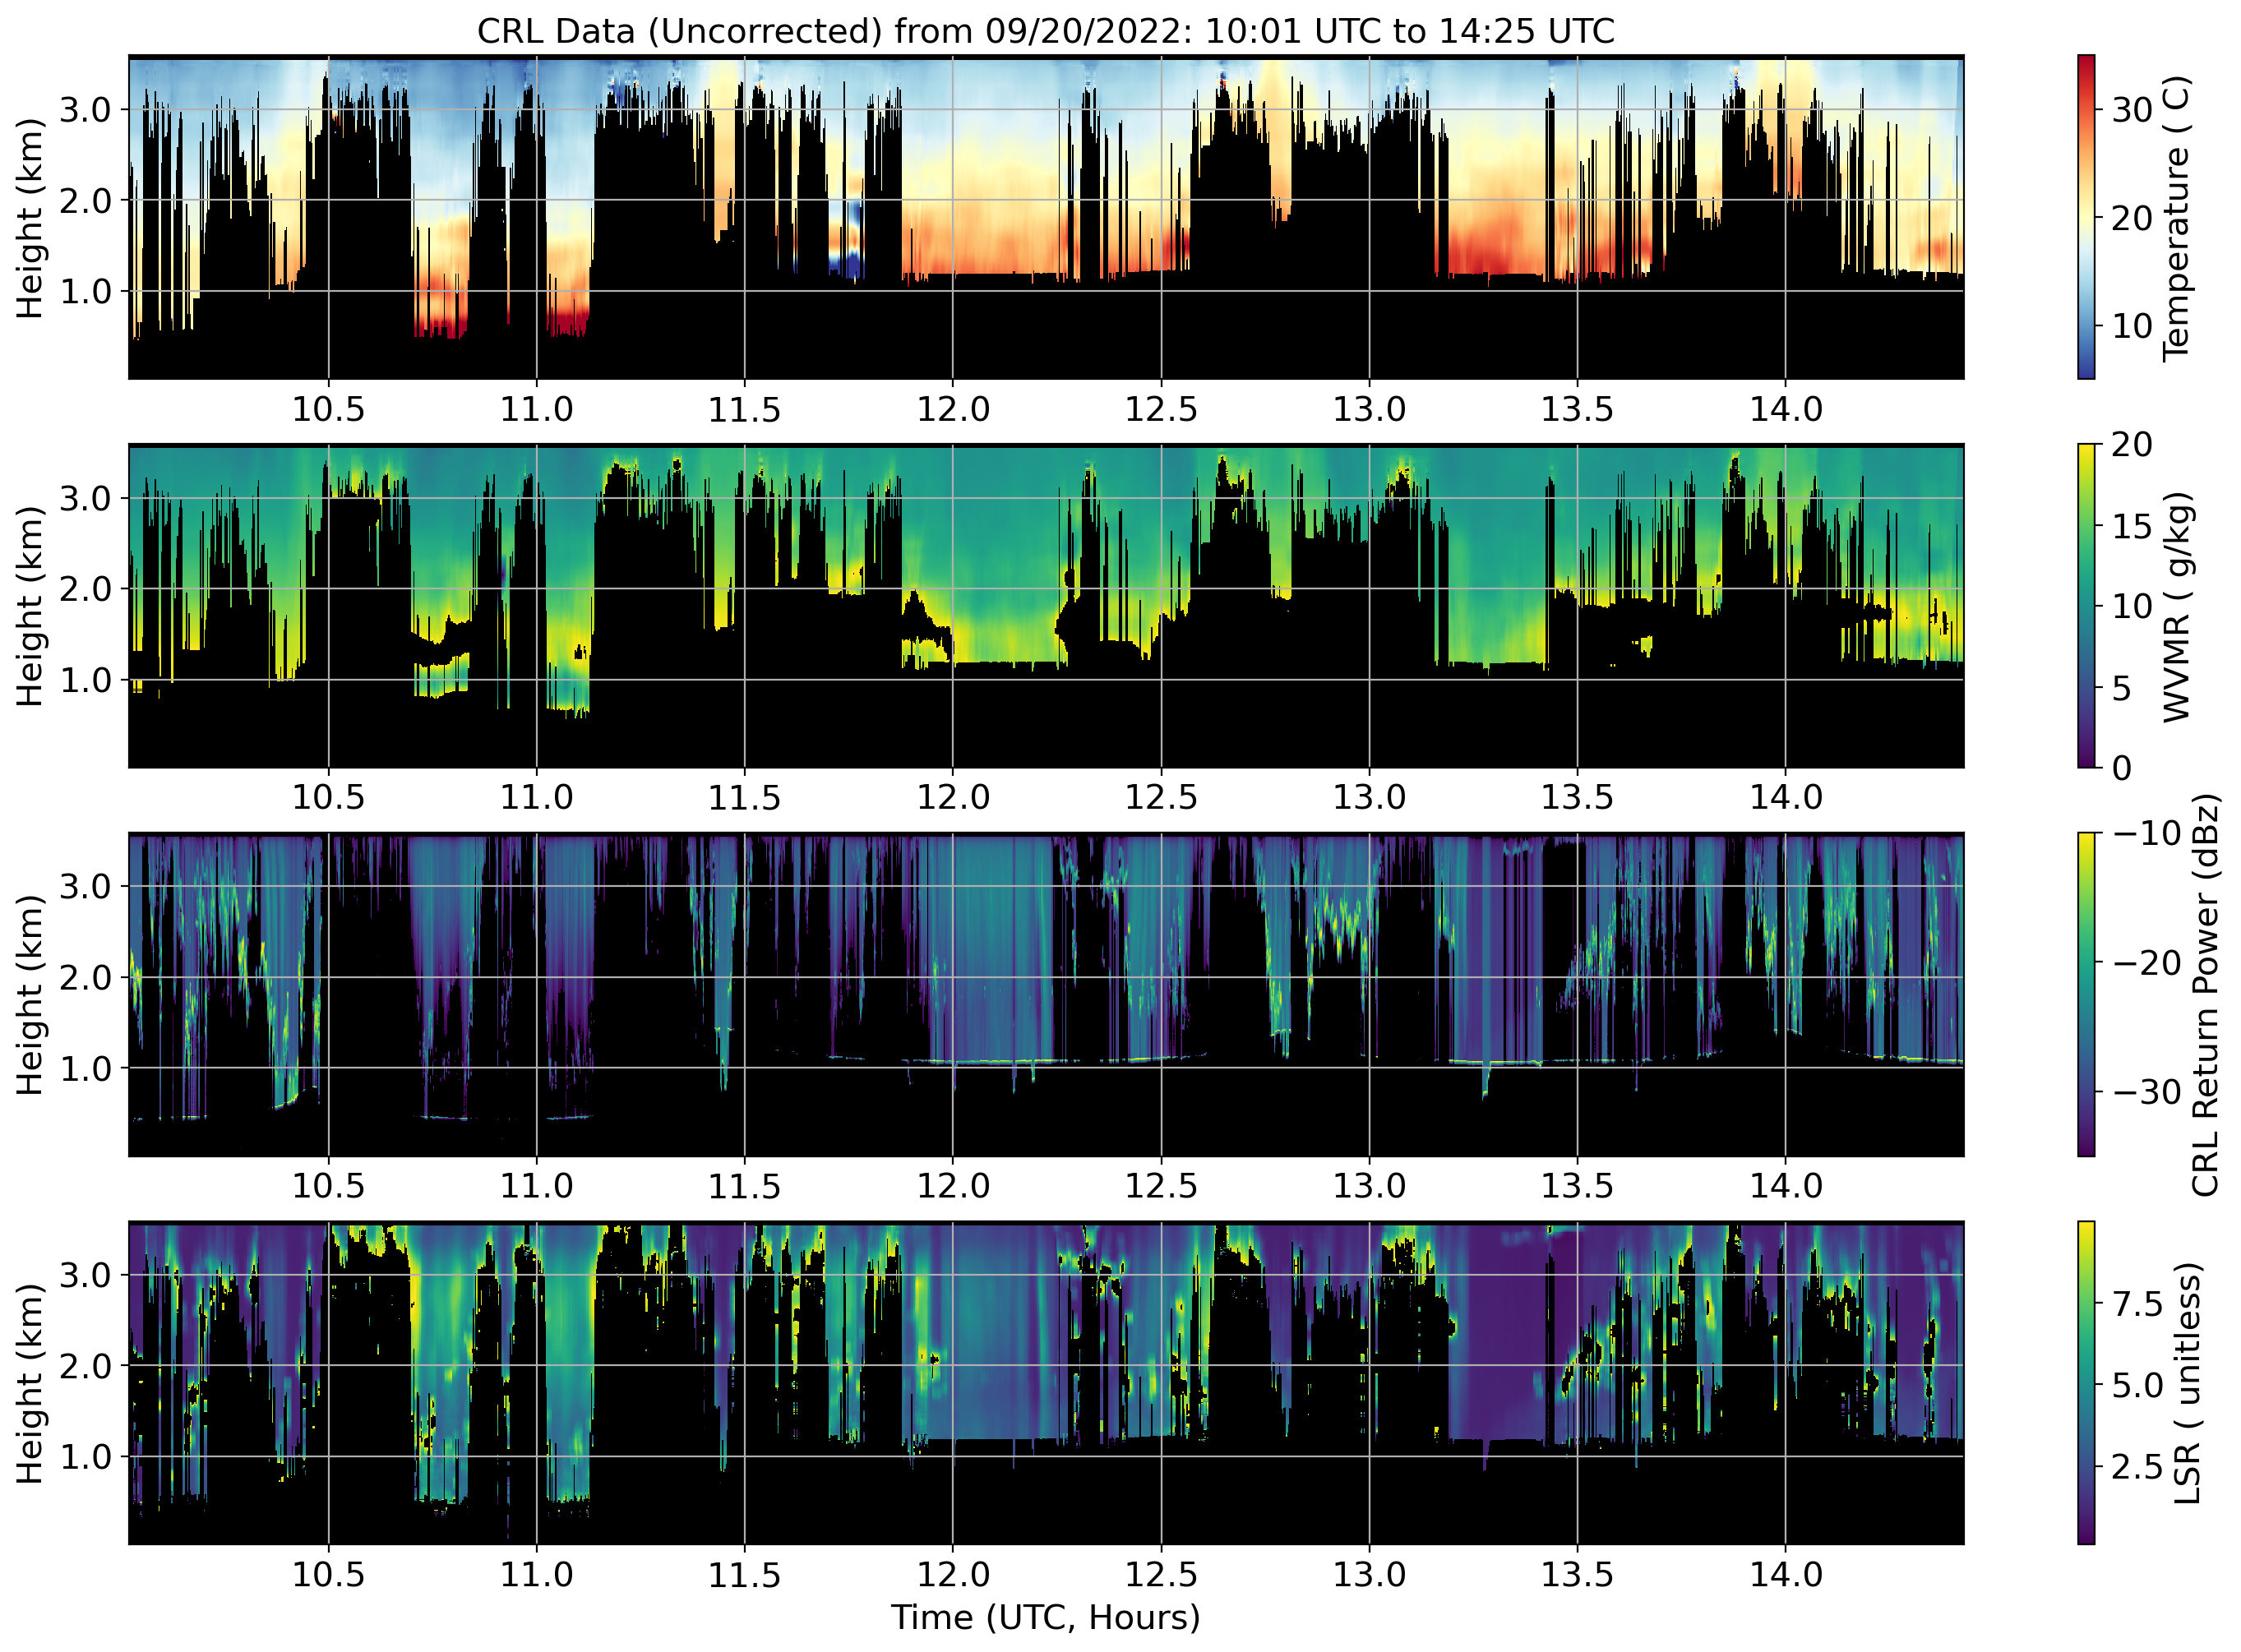 CRL Data (Uncorrected) from 09/20/2022: 10:01 UTC to 14:25 UTC
Height (km)
3.0
2.0
1.0
10.5 11.0 11.5 12.0 12.5 13.0 13.5 14.0
30
20
10
Temperature ( C)
Height (km)
3.0
2.0
1.0
10.5 11.0 11.5 12.0 12.5 13.0 13.5 14.0
20
15
10
5
0
WVMR ( g/kg)
Height (km)
3.0
2.0
1.0
10.5 11.0 11.5 12.0 12.5 13.0 13.5 14.0
−10
−20
−30
CRL Return Power (dBz)
Height (km)
3.0
2.0
1.0
10.5 11.0 11.5 12.0 12.5 13.0 13.5 14.0
7.5
5.0
2.5
LSR ( unitless)
Time (UTC, Hours)